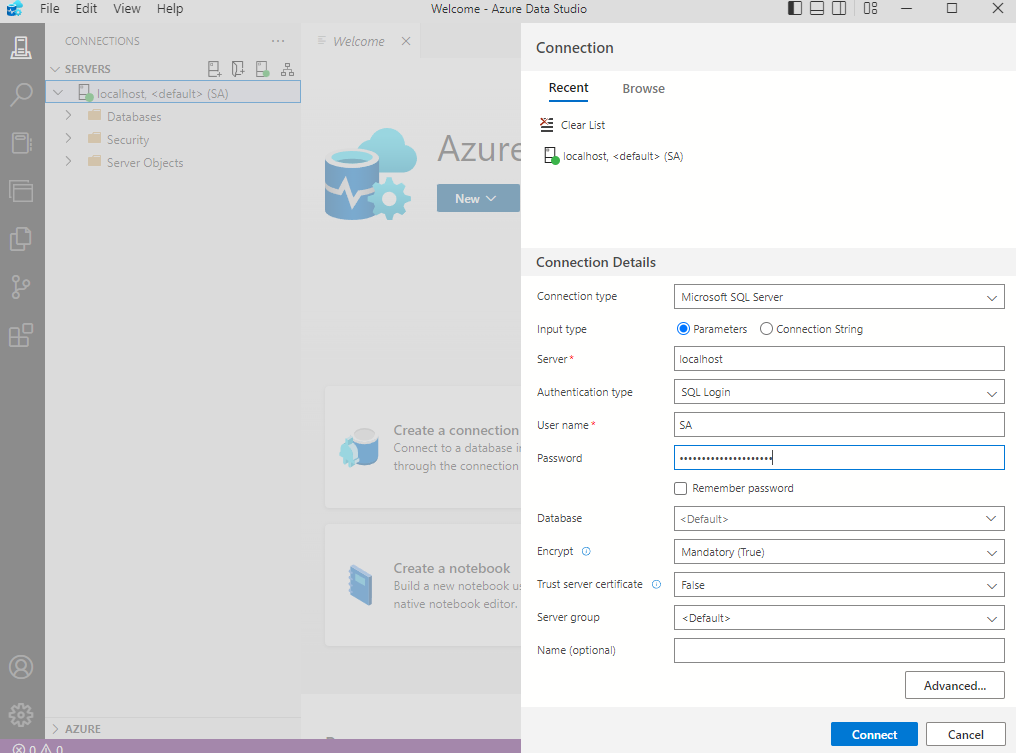 File Edit View Help
Welcome - Azure Data Studio
CONNECTIONS
SERVERS
localhost, <default> (SA)
Databases
Security
Server Objects
AZURE
0 0
Welcome
Azure
New
Create a connection
Connect to a database
through the connection
Create a notebook
Build a new notebook
native notebook editor.
Connection
Recent Browse
Clear List
localhost, <default> (SA)
Connection Details
Connection type Microsoft SQL Server
Input type Parameters Connection String
Server* localhost
Authentication type SQL Login
User name* SA
Password
Remember password
Database <Default>
Encrypt Mandatory (True)
Trust server certificate False
Server group <Default>
Name (optional)
Advanced...
Connect Cancel